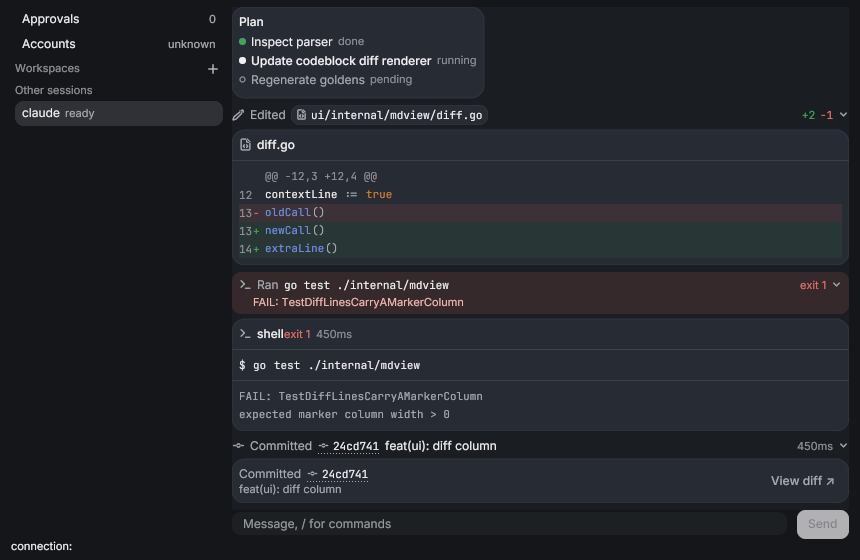 Approvals 0
Accounts unknown
Workspaces +
Other sessions
claude ready
connection:
Plan
Inspect parser done
Update codeblock diff renderer running
Regenerate goldens pending
Edited ui/internal/mdview/diff.go +2 -1
diff.go
@@ -12,3 +12,4 @@
12 contextLine := true
13- oldCall()
13+ newCall()
14+ extraLine()
Ran go test ./internal/mdview exit 1
FAIL: TestDiffLinesCarryAMarkerColumn
shellexit 1 450ms
$ go test ./internal/mdview
FAIL: TestDiffLinesCarryAMarkerColumn
expected marker column width > 0
Committed 24cd741 feat(ui): diff column 450ms
Committed 24cd741
feat(ui): diff column
View diff ↗
Message, / for commands
Send